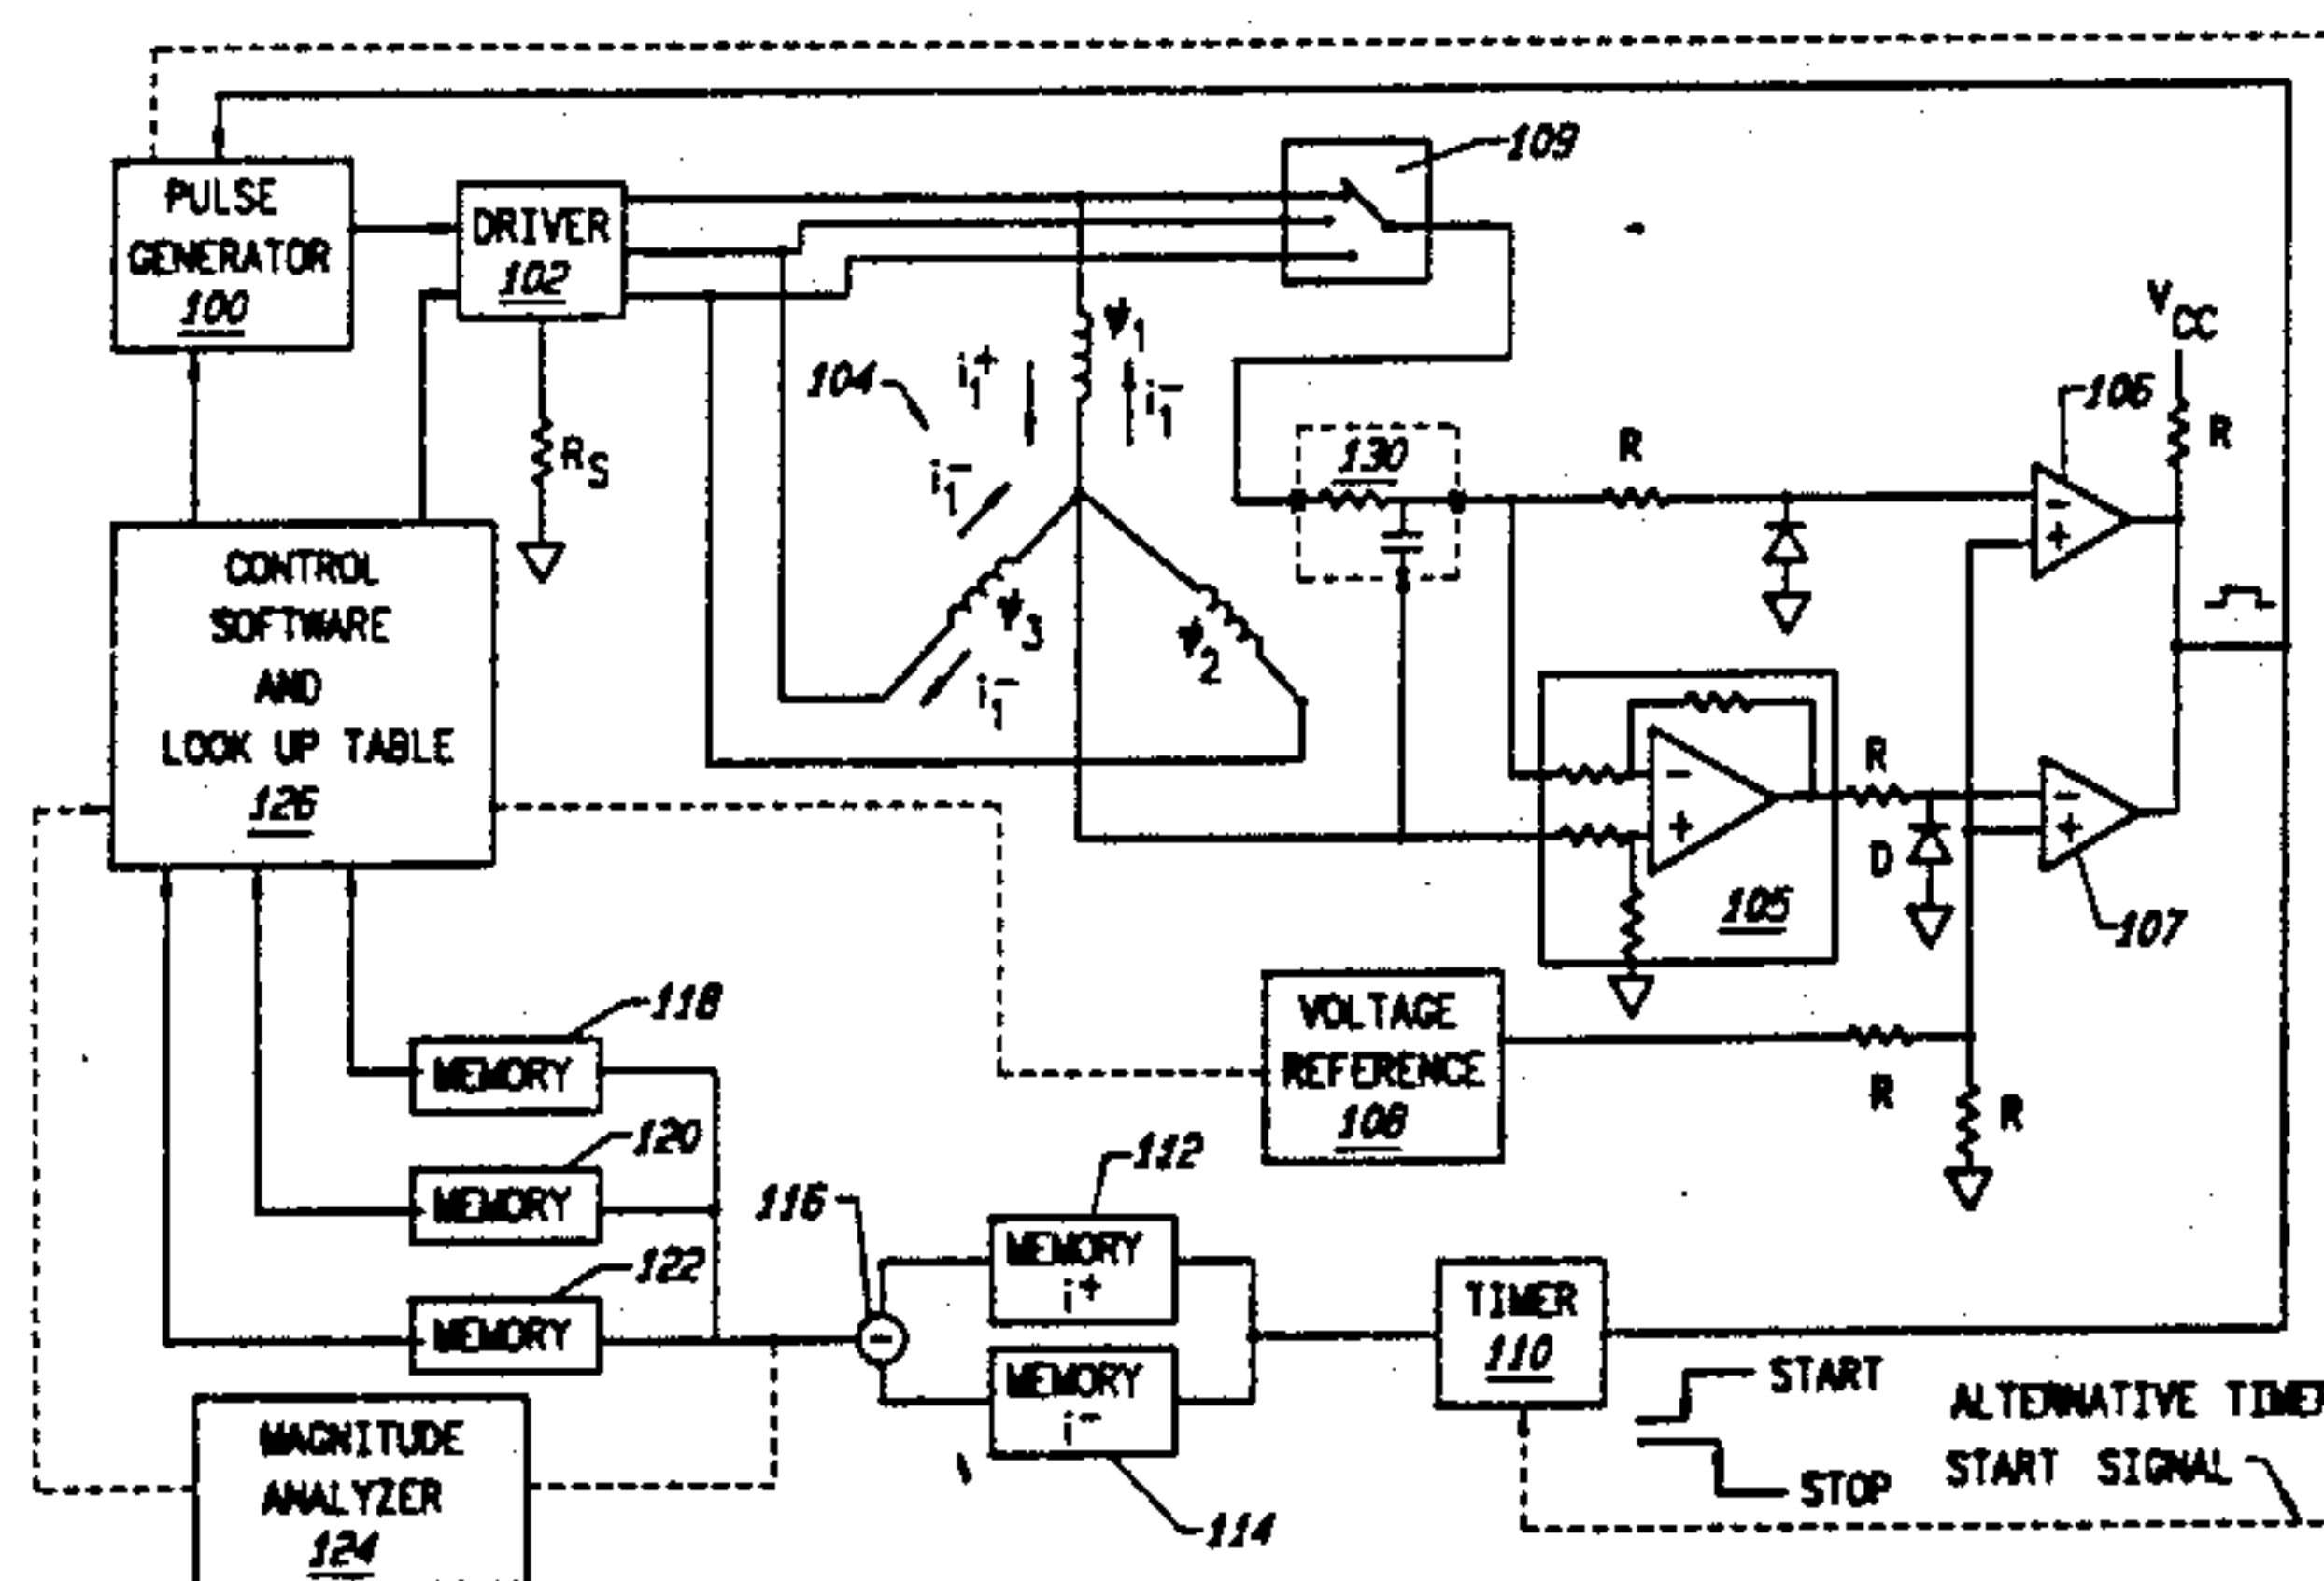 PULSE
GENERATOR
100
DRIVER
102
109
ψ1
i1+
i1-
104
i1-
RS
130
R
106
VCC
R
CONTROL
SOFTWARE
AND
LOOK UP TABLE
126
ψ3
ψ2
i1-
-
+
-
+
105
R
D
-
+
107
VOLTAGE
REFERENCE
108
R
R
118
MEMORY
120
MEMORY
122
MEMORY
116
-
112
MEMORY
i+
MEMORY
i-
114
TIMER
110
START
STOP
ALTERNATIVE TIMER
START SIGNAL
MAGNITUDE
ANALYZER
124